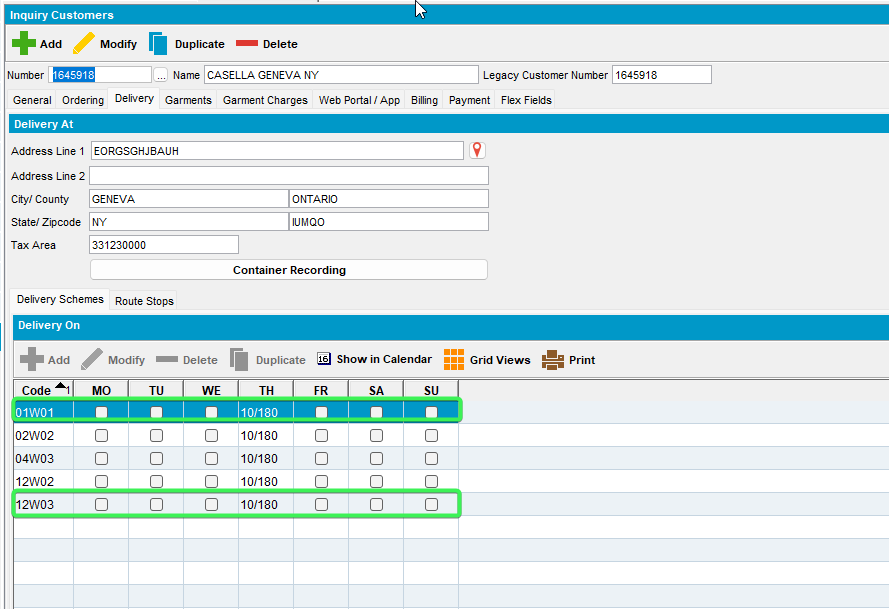 Inquiry Customers
Add Modify Duplicate Delete
Number 1645918 ... Name CASELLA GENEVA NY Legacy Customer Number 1645918
General Ordering Delivery Garments Garment Charges Web Portal / App Billing Payment Flex Fields
Delivery At
Address Line 1 EORGSGHJBAUH
Address Line 2
City/ County GENEVA ONTARIO
State/ Zipcode NY IUMQO
Tax Area 331230000
Container Recording
Delivery Schemes Route Stops
Delivery On
Add Modify Delete Duplicate 16 Show in Calendar Grid Views Print
Code 1 MO TU WE TH FR SA SU
01W01 10/180
02W02 10/180
04W03 10/180
12W02 10/180
12W03 10/180